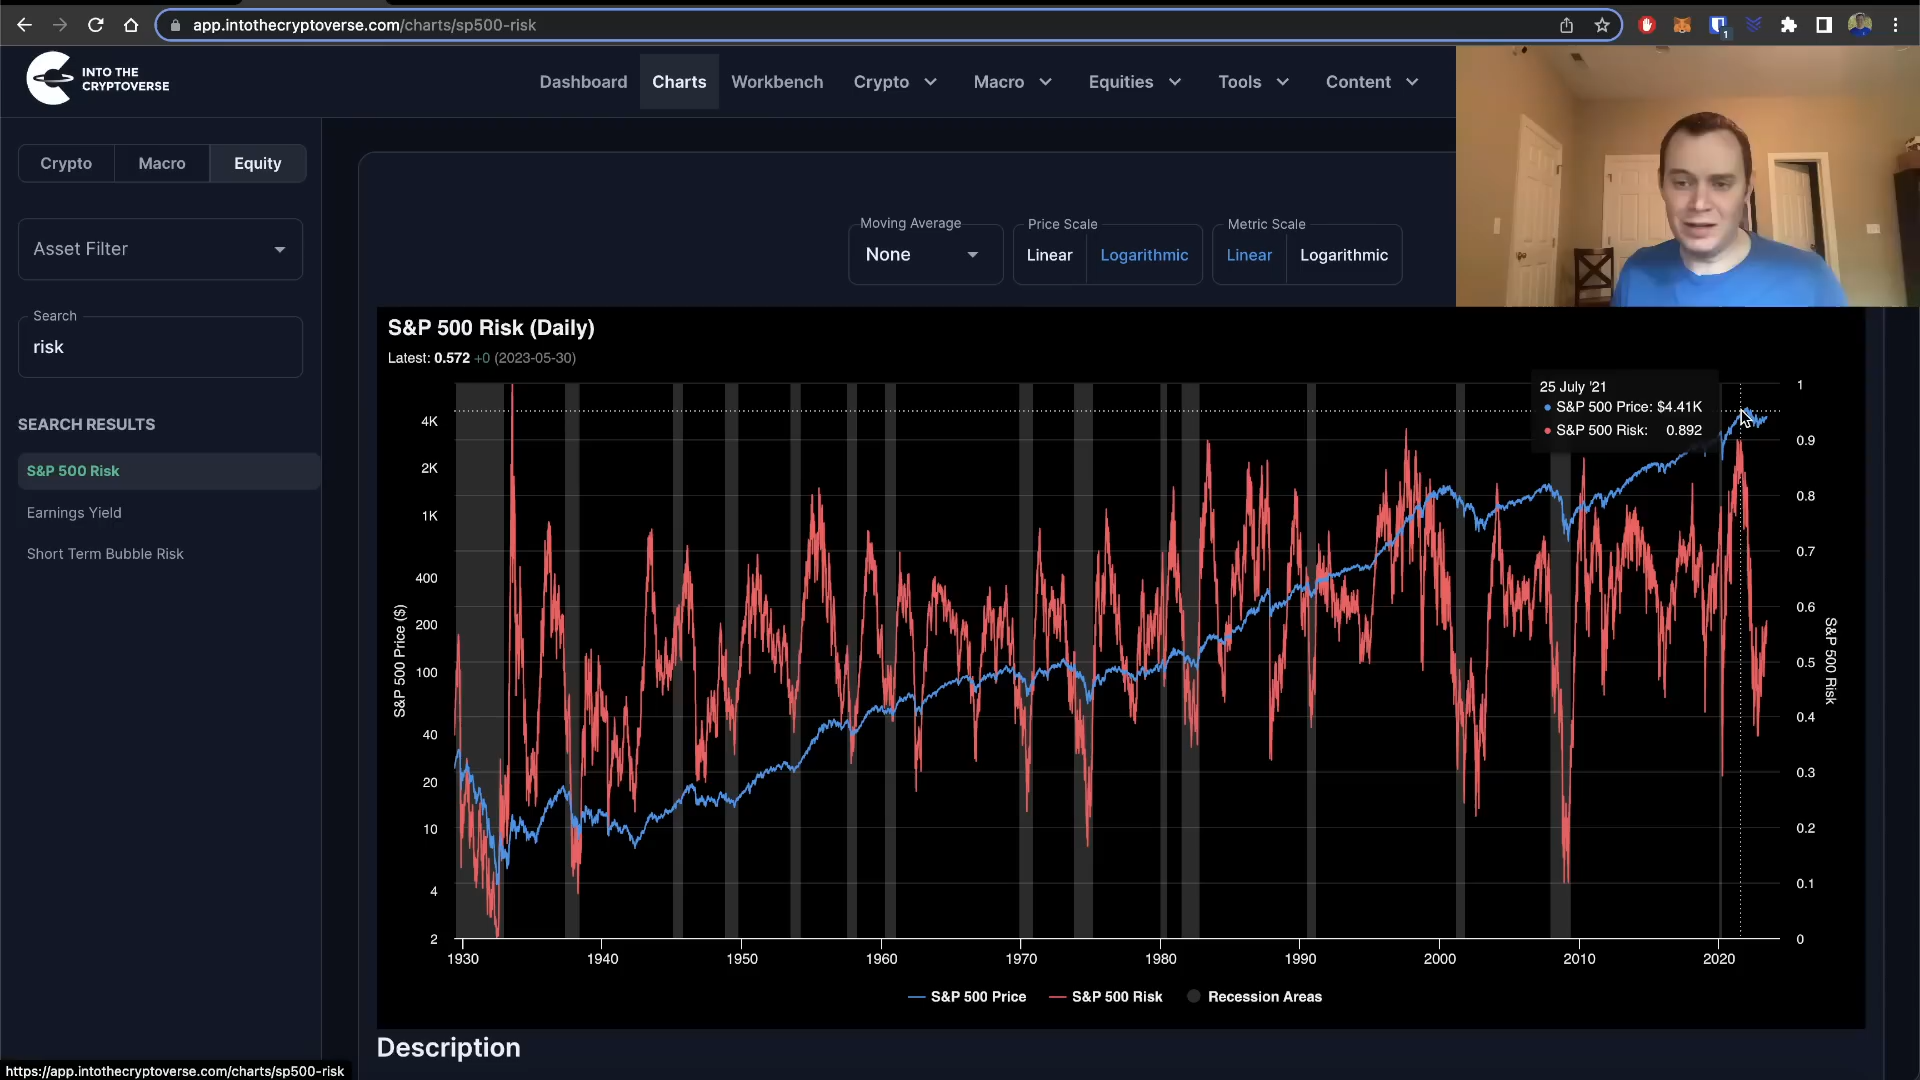 app.intothecryptoverse.com/charts/sp500-risk
1
INTO THE
CRYPTOVERSE
Dashboard Charts Workbench Crypto Macro Equities Tools Content
Crypto Macro Equity
Asset Filter
Search
risk
SEARCH RESULTS
S&P 500 Risk
Earnings Yield
Short Term Bubble Risk
Moving Average
None
Price Scale
Linear Logarithmic
Metric Scale
Linear Logarithmic
S&P 500 Risk (Daily)
Latest: 0.572 +0 (2023-05-30)
25 July '21
S&P 500 Price: $4.41K
S&P 500 Risk: 0.892
S&P 500 Price ($)
4K
2K
1K
400
200
100
40
20
10
4
2
1
0.9
0.8
0.7
0.6
0.5
0.4
0.3
0.2
0.1
0
S&P 500 Risk
1930 1940 1950 1960 1970 1980 1990 2000 2010 2020
S&P 500 Price S&P 500 Risk Recession Areas
Description
https://app.intothecryptoverse.com/charts/sp500-risk